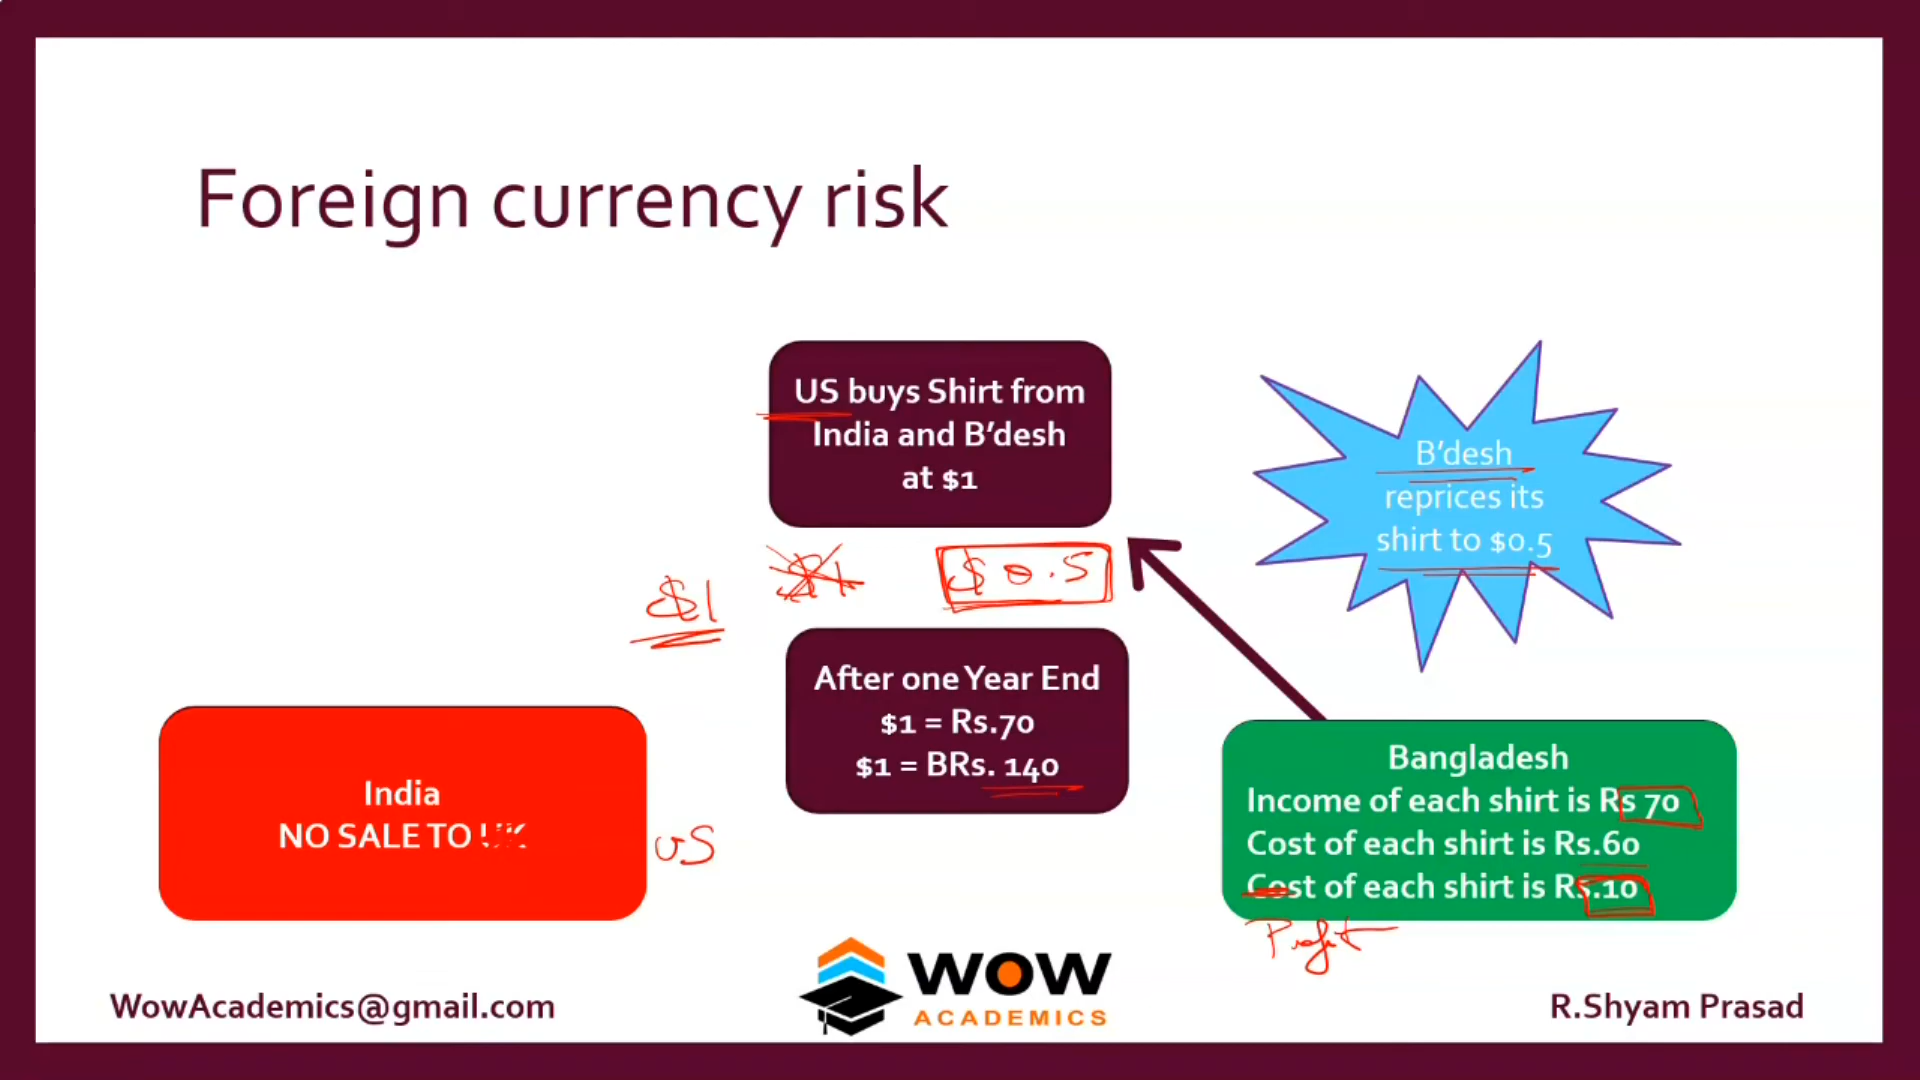 Foreign currency risk
US buys Shirt from
India and B’desh
at $1
B’desh
reprices its
shirt to $0.5
$1
$1
$0.5
After one Year End
$1 = Rs.70
$1 = BRs. 140
India
NO SALE TO UK
US
Bangladesh
Income of each shirt is Rs 70
Cost of each shirt is Rs.60
Cost of each shirt is Rs.10
Profit
WowAcademics@gmail.com
WOW
ACADEMICS
R.Shyam Prasad